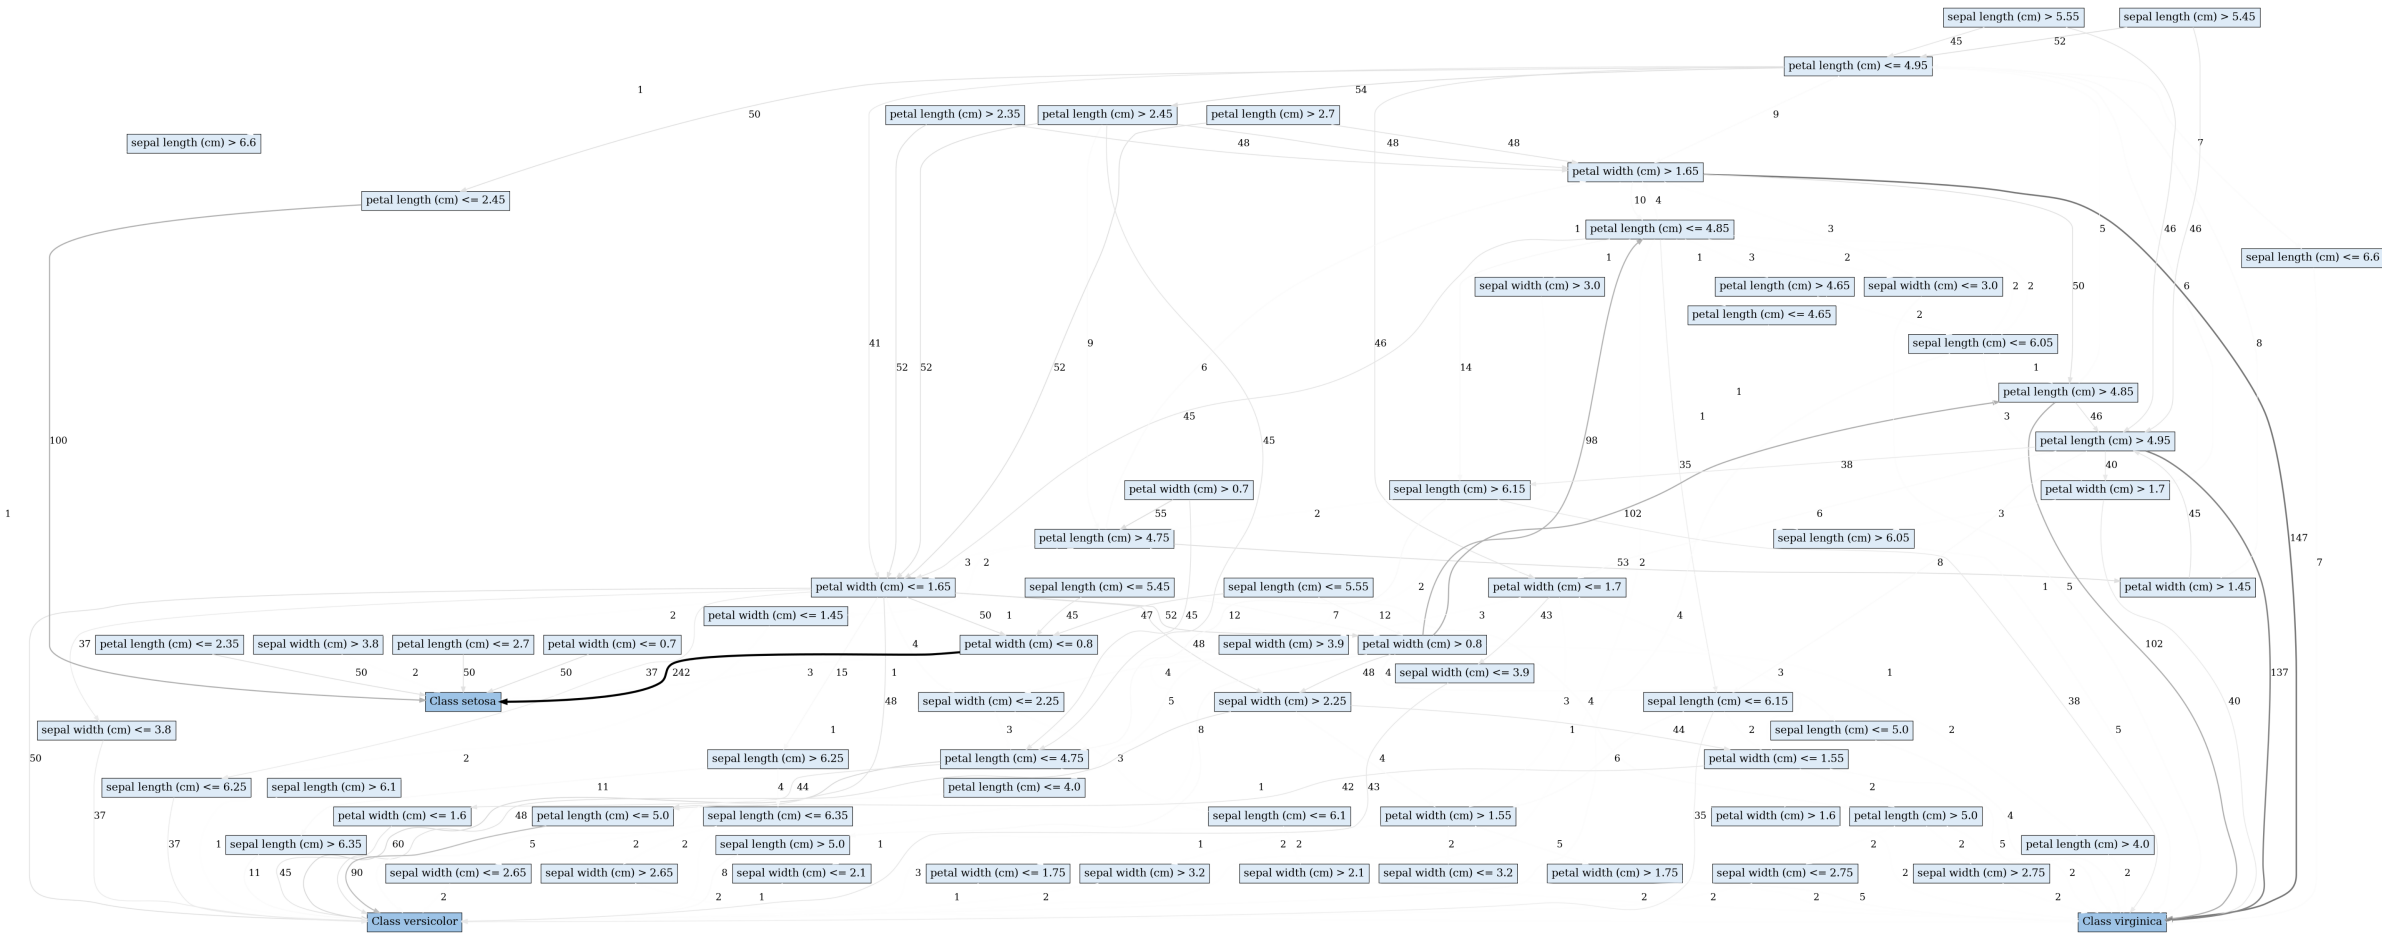 sepal length (cm) > 5.55
sepal length (cm) > 5.45
45
52
petal length (cm) <= 4.95
1
54
50
petal length (cm) > 2.35
petal length (cm) > 2.45
petal length (cm) > 2.7
9
sepal length (cm) > 6.6
48
48
48
7
petal width (cm) > 1.65
petal length (cm) <= 2.45
10
4
1
petal length (cm) <= 4.85
3
5
46
46
1
1
3
2
sepal length (cm) <= 6.6
sepal width (cm) > 3.0
petal length (cm) > 4.65
sepal width (cm) <= 3.0
2
2
50
6
petal length (cm) <= 4.65
2
41
9
46
sepal length (cm) <= 6.05
8
52
52
52
6
14
1
1
petal length (cm) > 4.85
45
1
3
46
100
45
98
petal length (cm) > 4.95
35
38
40
petal width (cm) > 0.7
sepal length (cm) > 6.15
petal width (cm) > 1.7
1
55
2
102
6
3
45
petal length (cm) > 4.75
sepal length (cm) > 6.05
147
3
2
53
2
8
7
petal width (cm) <= 1.65
sepal length (cm) <= 5.45
sepal length (cm) <= 5.55
2
petal width (cm) <= 1.7
1
5
petal width (cm) > 1.45
2
petal width (cm) <= 1.45
50
1
45
47
52
45
12
7
12
3
43
4
37
petal length (cm) <= 2.35
sepal width (cm) > 3.8
petal length (cm) <= 2.7
petal width (cm) <= 0.7
4
petal width (cm) <= 0.8
48
sepal width (cm) > 3.9
petal width (cm) > 0.8
102
50
2
50
50
37
242
3
15
1
4
48
4
sepal width (cm) <= 3.9
3
1
137
Class setosa
48
sepal width (cm) <= 2.25
5
sepal width (cm) > 2.25
3
4
sepal length (cm) <= 6.15
38
40
sepal width (cm) <= 3.8
1
3
8
1
44
2
sepal length (cm) <= 5.0
2
5
50
2
sepal length (cm) > 6.25
petal length (cm) <= 4.75
3
4
6
petal width (cm) <= 1.55
sepal length (cm) <= 6.25
sepal length (cm) > 6.1
11
4
44
petal length (cm) <= 4.0
1
42
43
2
37
petal width (cm) <= 1.6
48
petal length (cm) <= 5.0
sepal length (cm) <= 6.35
sepal length (cm) <= 6.1
petal width (cm) > 1.55
35
petal width (cm) > 1.6
petal length (cm) > 5.0
4
37
1
sepal length (cm) > 6.35
60
5
2
2
sepal length (cm) > 5.0
1
1
2
2
2
5
2
2
5
petal length (cm) > 4.0
11
45
90
sepal width (cm) <= 2.65
sepal width (cm) > 2.65
8
sepal width (cm) <= 2.1
3
petal width (cm) <= 1.75
sepal width (cm) > 3.2
sepal width (cm) > 2.1
sepal width (cm) <= 3.2
petal width (cm) > 1.75
sepal width (cm) <= 2.75
2
sepal width (cm) > 2.75
2
2
2
2
1
1
2
2
2
2
5
2
Class versicolor
Class virginica